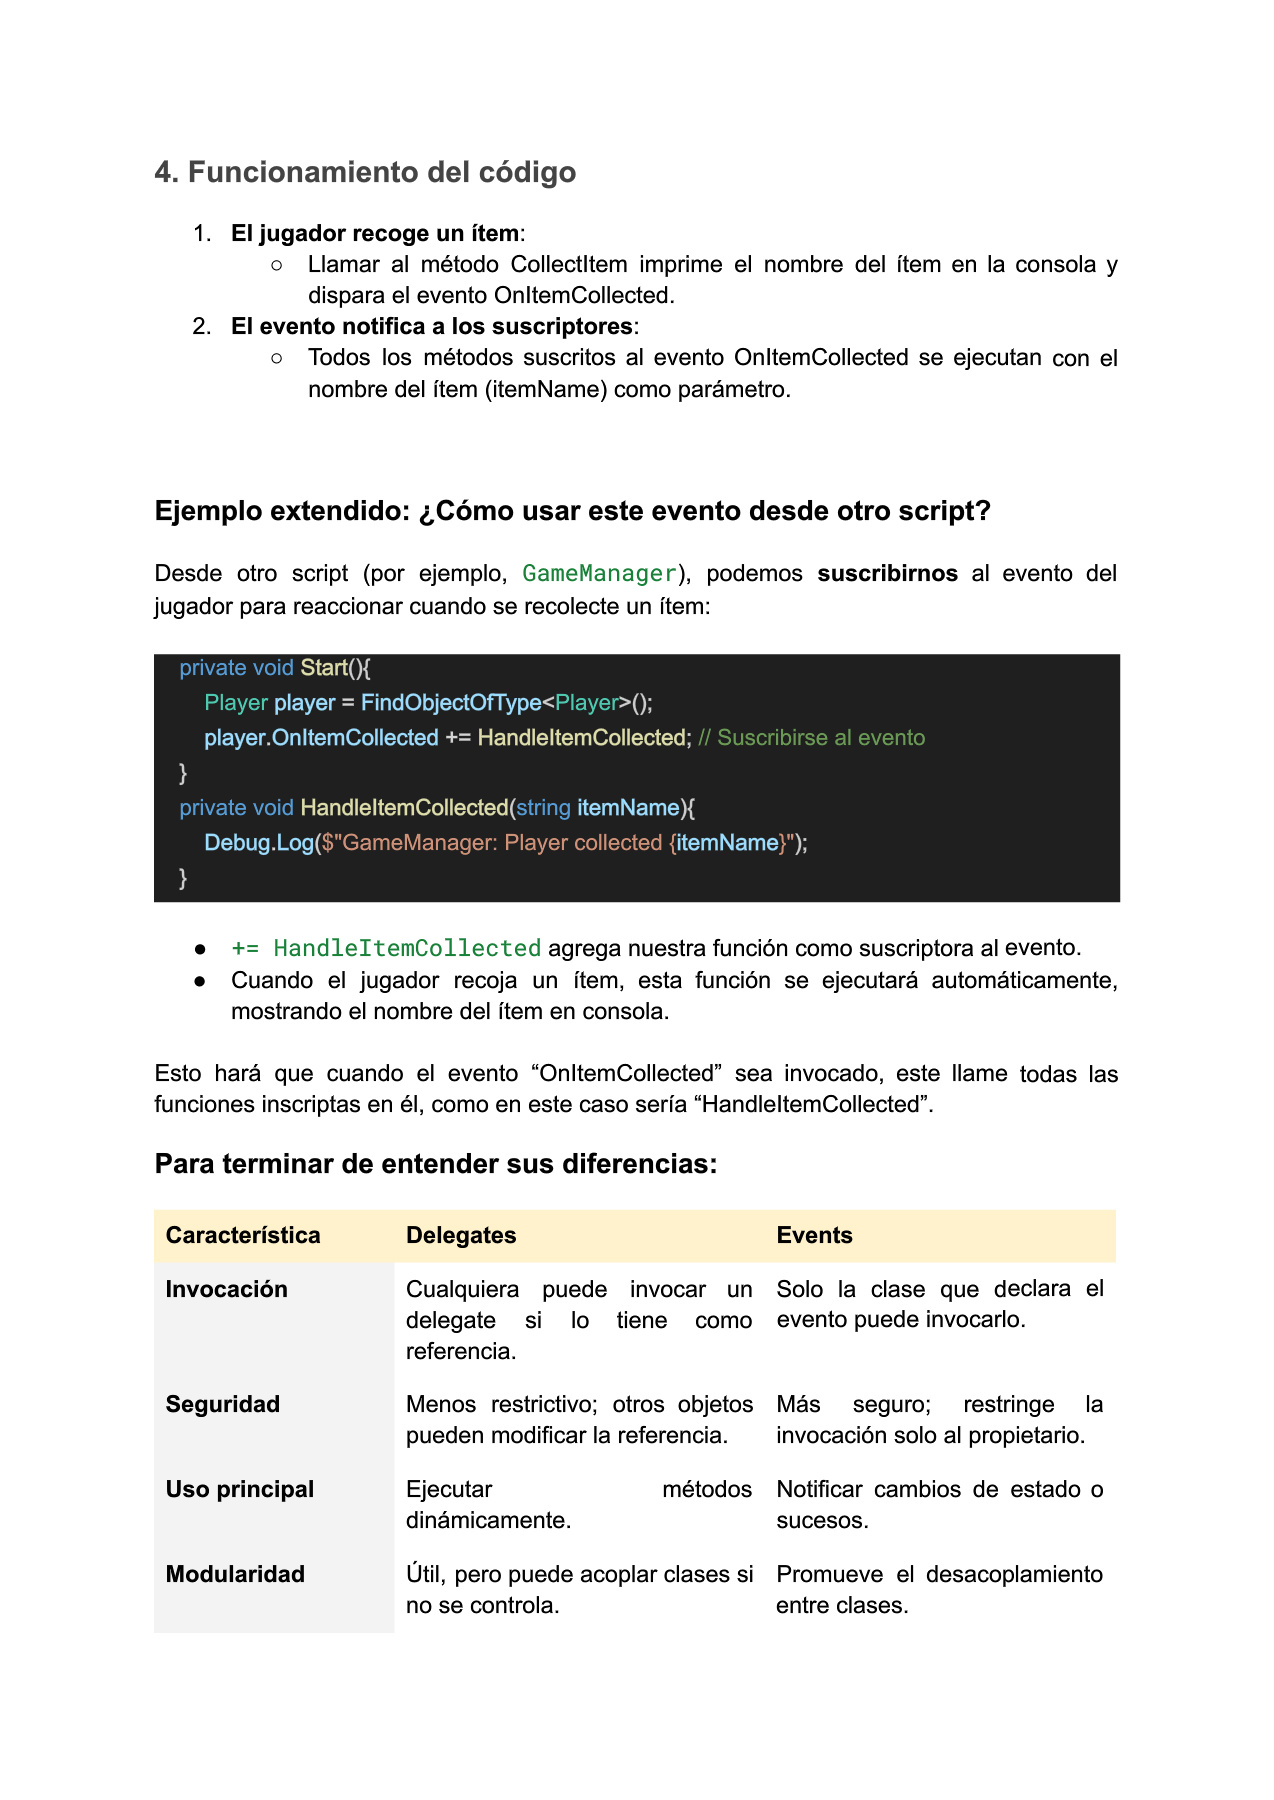 4. Funcionamiento del código
1. El jugador recoge un ítem:
○ Llamar al método CollectItem imprime el nombre del ítem en la consola y
dispara el evento OnItemCollected.
2. El evento notifica a los suscriptores:
○ Todos los métodos suscritos al evento OnItemCollected se ejecutan con el
nombre del ítem (itemName) como parámetro.
Ejemplo extendido: ¿Cómo usar este evento desde otro script?
Desde otro script (por ejemplo, GameManager), podemos suscribirnos al evento del
jugador para reaccionar cuando se recolecte un ítem:
private void Start(){
Player player = FindObjectOfType<Player>();
player.OnItemCollected += HandleItemCollected; // Suscribirse al evento
}
private void HandleItemCollected(string itemName){
Debug.Log($"GameManager: Player collected {itemName}");
}
● += HandleItemCollected agrega nuestra función como suscriptora al evento.
● Cuando el jugador recoja un ítem, esta función se ejecutará automáticamente,
mostrando el nombre del ítem en consola.
Esto hará que cuando el evento “OnItemCollected” sea invocado, este llame todas las
funciones inscriptas en él, como en este caso sería “HandleItemCollected”.
Para terminar de entender sus diferencias:
Característica Delegates Events
Invocación Cualquiera puede invocar un Solo la clase que declara el
delegate si lo tiene como evento puede invocarlo.
referencia.
Seguridad Menos restrictivo; otros objetos Más seguro; restringe la
pueden modificar la referencia. invocación solo al propietario.
Uso principal Ejecutar métodos Notificar cambios de estado o
dinámicamente. sucesos.
Modularidad Útil, pero puede acoplar clases si Promueve el desacoplamiento
no se controla. entre clases.